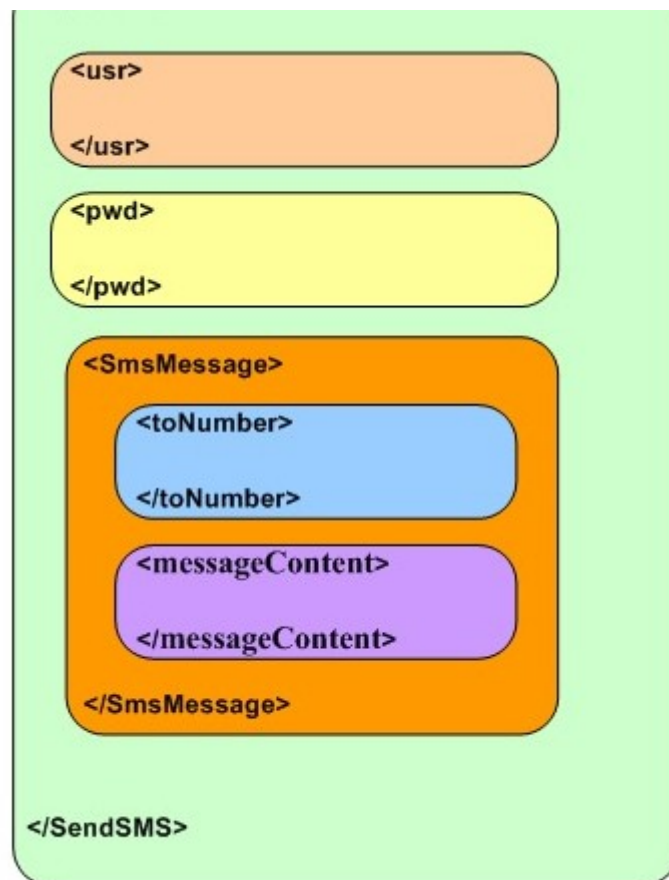 <usr>
</usr>
<pwd>
</pwd>
<SmsMessage>
<toNumber>
</toNumber>
<messageContent>
</messageContent>
</SmsMessage>
</SendSMS>